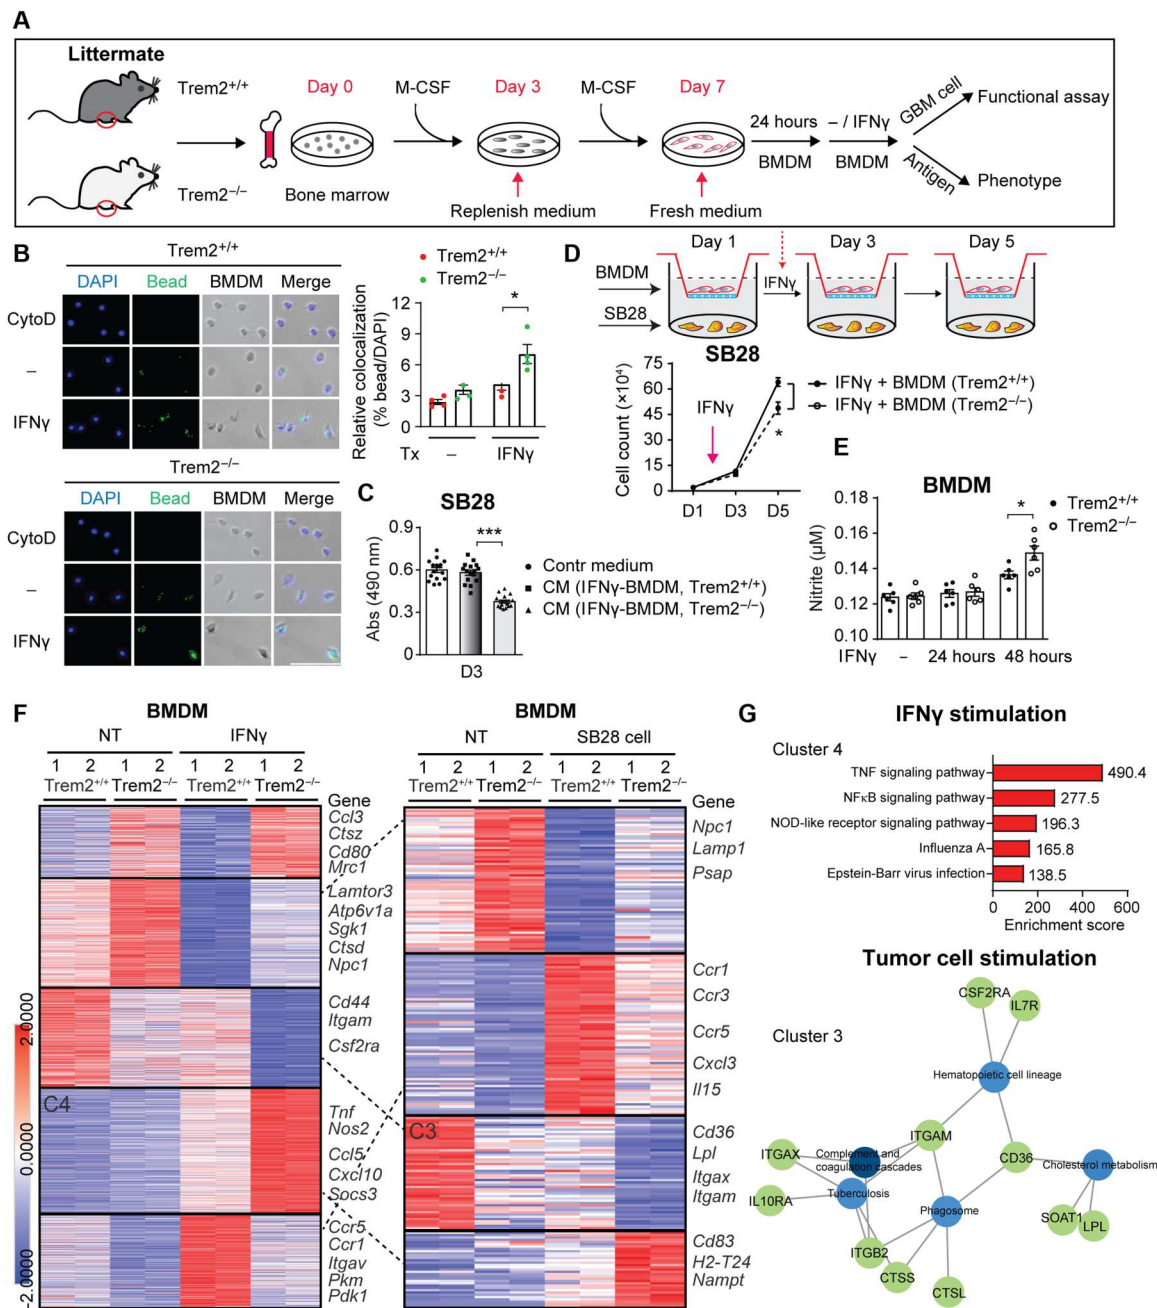 A
Littermate
Trem2+/+
Trem2−/−
Bone marrow
Day 0
M-CSF
Day 3
Replenish medium
M-CSF
Day 7
Fresh medium
24 hours
BMDM
– / IFNγ
BMDM
GBM cell
Functional assay
Antigen
Phenotype
B
Trem2+/+
DAPI Bead BMDM Merge
CytoD
–
IFNγ
Trem2−/−
DAPI Bead BMDM Merge
CytoD
–
IFNγ
Trem2+/+
Trem2−/−
Relative colocalization
(% bead/DAPI)
12
9
6
3
0
*
Tx – IFNγ
C
SB28
Abs (490 nm)
0.9
0.6
0.3
0
***
D3
Contr medium
CM (IFNγ-BMDM, Trem2+/+)
CM (IFNγ-BMDM, Trem2−/−)
D
Day 1 Day 3 Day 5
BMDM
SB28
IFNγ
SB28
Cell count (×10⁴)
75
60
45
30
15
0
IFNγ
*
D1 D3 D5
IFNγ + BMDM (Trem2+/+)
IFNγ + BMDM (Trem2−/−)
E
BMDM
Nitrite (μM)
0.18
0.16
0.14
0.12
0.10
*
Trem2+/+
Trem2−/−
IFNγ – 24 hours 48 hours
F
BMDM
NT IFNγ
1 2 1 2 1 2 1 2
Trem2+/+ Trem2−/− Trem2+/+ Trem2−/−
Gene
Ccl3
Ctsz
Cd80
Mrc1
Lamtor3
Atp6v1a
Sgk1
Ctsd
Npc1
Cd44
Itgam
Csf2ra
C4
Tnf
Nos2
Ccl5
Cxcl10
Socs3
Ccr5
Ccr1
Itgav
Pkm
Pdk1
2.0000
0.0000
−2.0000
BMDM
NT SB28 cell
1 2 1 2 1 2 1 2
Trem2+/+ Trem2−/− Trem2+/+ Trem2−/−
Gene
Npc1
Lamp1
Psap
Ccr1
Ccr3
Ccr5
Cxcl3
Il15
C3
Cd36
Lpl
Itgax
Itgam
Cd83
H2-T24
Nampt
G
IFNγ stimulation
Cluster 4
TNF signaling pathway 490.4
NFκB signaling pathway 277.5
NOD-like receptor signaling pathway 196.3
Influenza A 165.8
Epstein-Barr virus infection 138.5
0 200 400 600
Enrichment score
Tumor cell stimulation
Cluster 3
CSF2RA
IL7R
Hematopoietic cell lineage
ITGAM
ITGAX
Complement and
coagulation cascades
CD36
Cholesterol metabolism
IL10RA
Tuberculosis
Phagosome
SOAT1
LPL
ITGB2
CTSS
CTSL